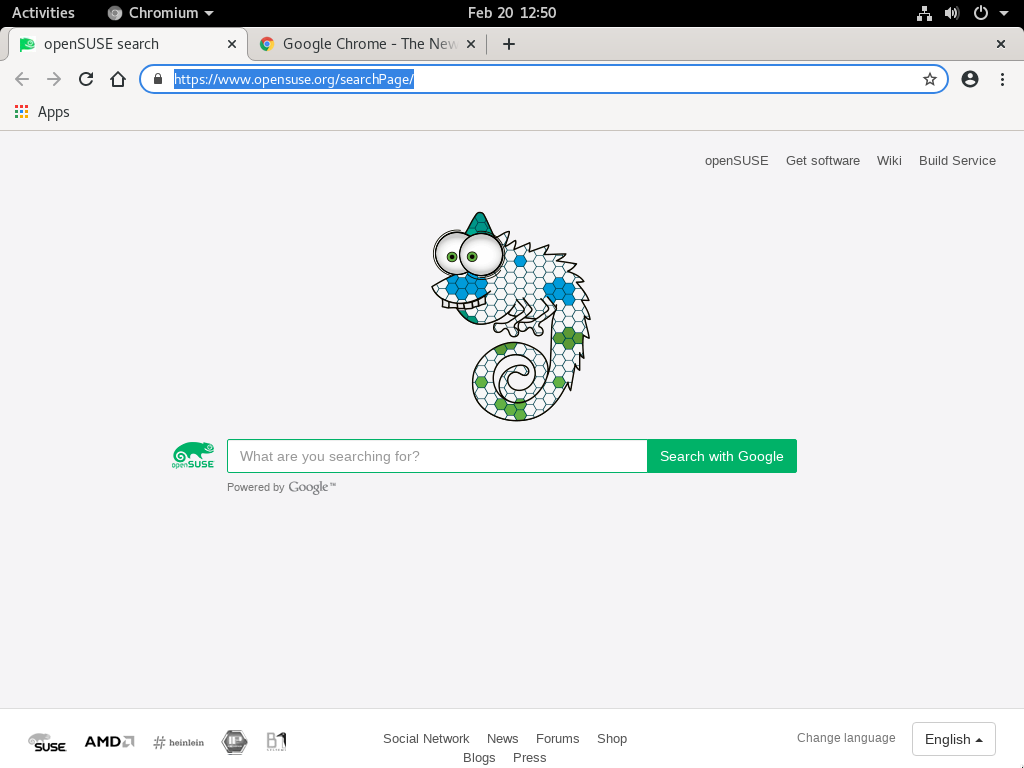 Activities Chromium Feb 20 12:50
openSUSE search Google Chrome - The New
https://www.opensuse.org/searchPage/
Apps
openSUSE Get software Wiki Build Service
openSUSE What are you searching for? Search with Google
Powered by Google™
SUSE AMD # heinlein B1 Social Network News Forums Shop Change language English
Blogs Press